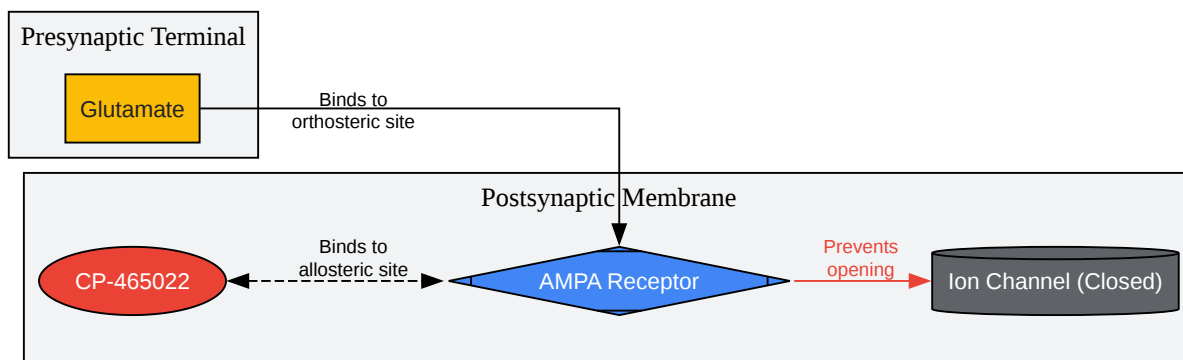 Presynaptic Terminal
Glutamate
Binds to
orthosteric site
Postsynaptic Membrane
CP-465022
Binds to
allosteric site
AMPA Receptor
Prevents
opening
Ion Channel (Closed)